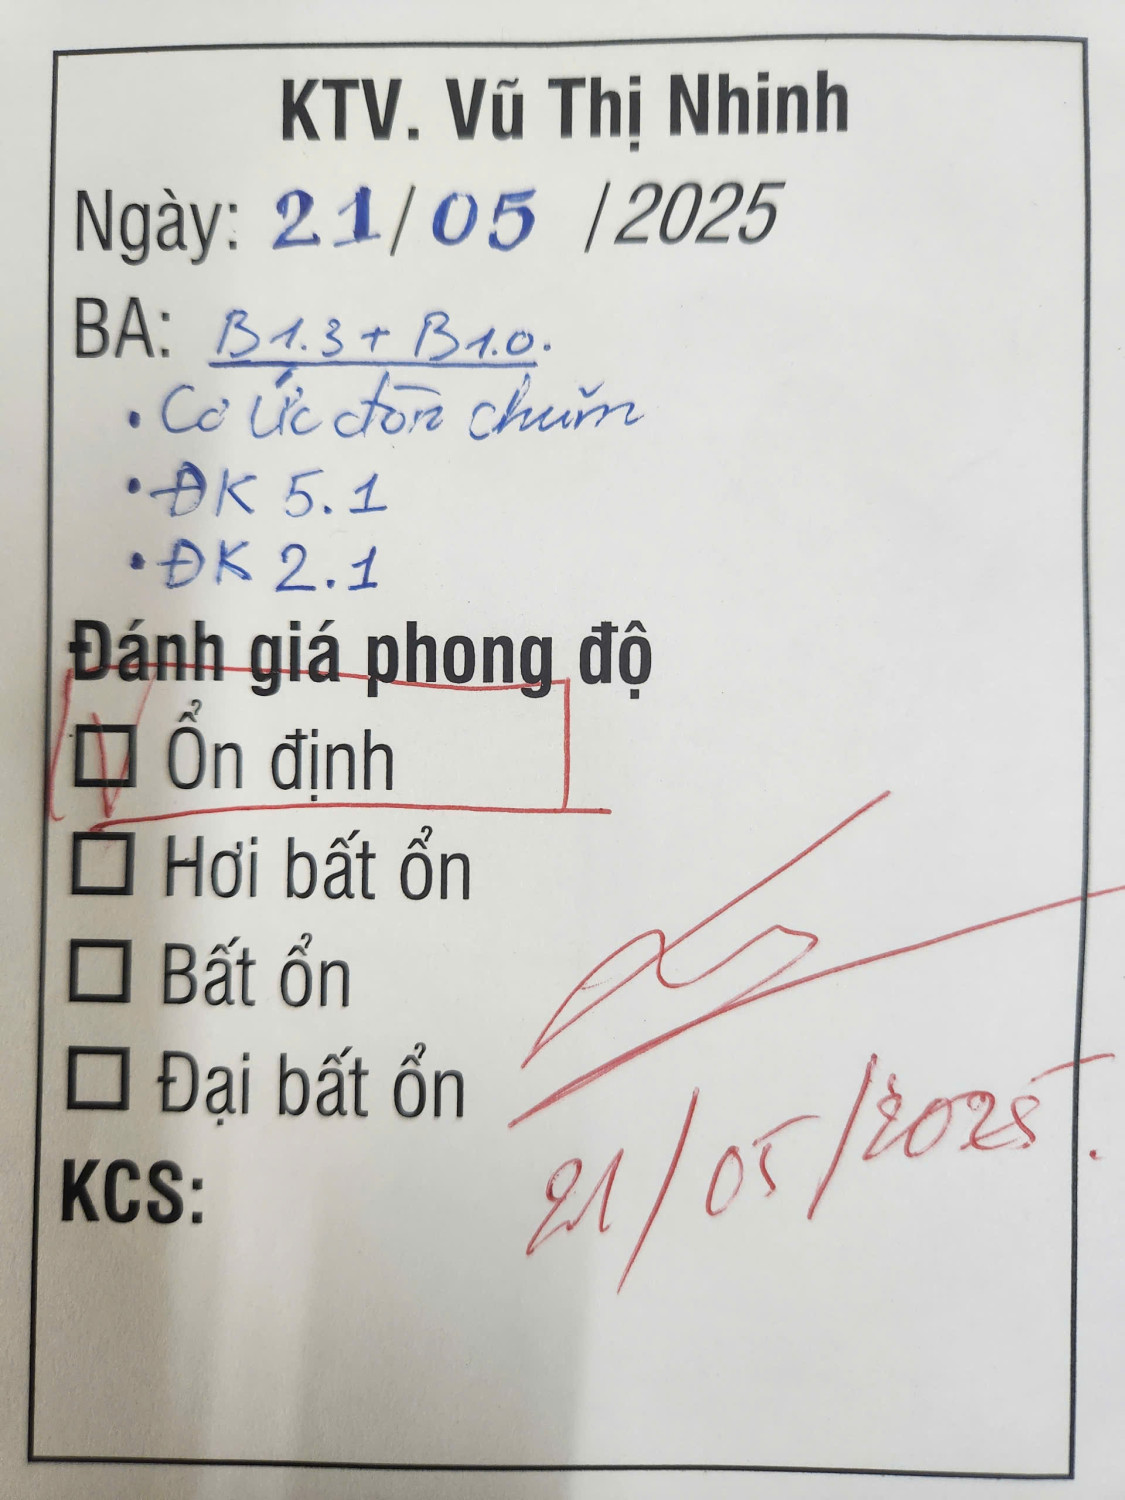 KTV. Vũ Thị Nhinh
Ngày: 21/05 /2025
BA: B1.3 + B1.0.
• Cơ ức đòn chũm
• ĐK 5.1
• ĐK 2.1
Đánh giá phong độ
Ổn định
Hơi bất ổn
Bất ổn
Đại bất ổn
21/05/2025.
KCS: